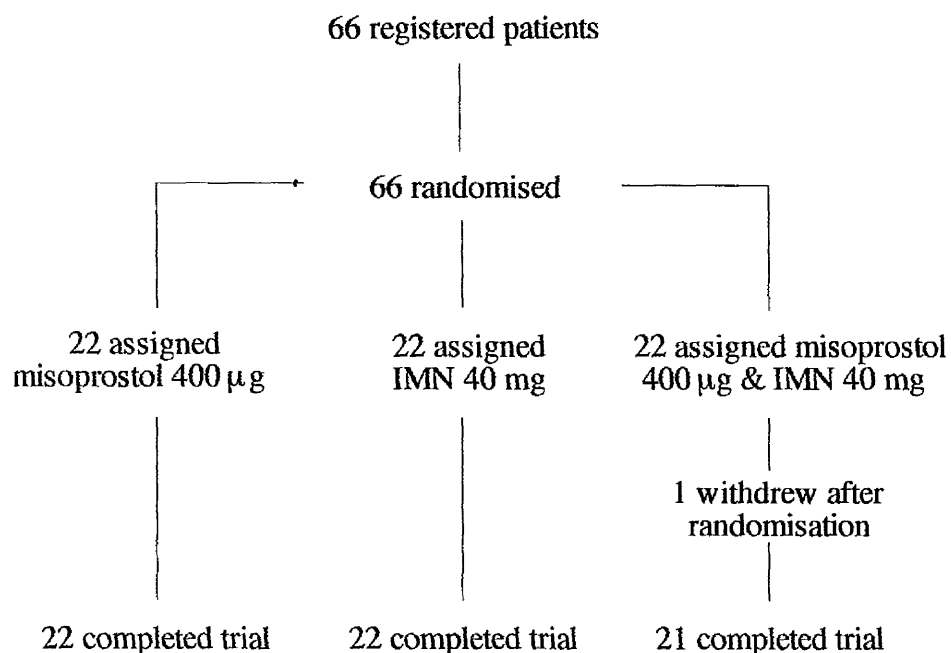 66 registered patients
66 randomised
22 assigned
misoprostol 400 µg
22 assigned
IMN 40 mg
22 assigned misoprostol
400 µg & IMN 40 mg
1 withdrew after
randomisation
22 completed trial
22 completed trial
21 completed trial